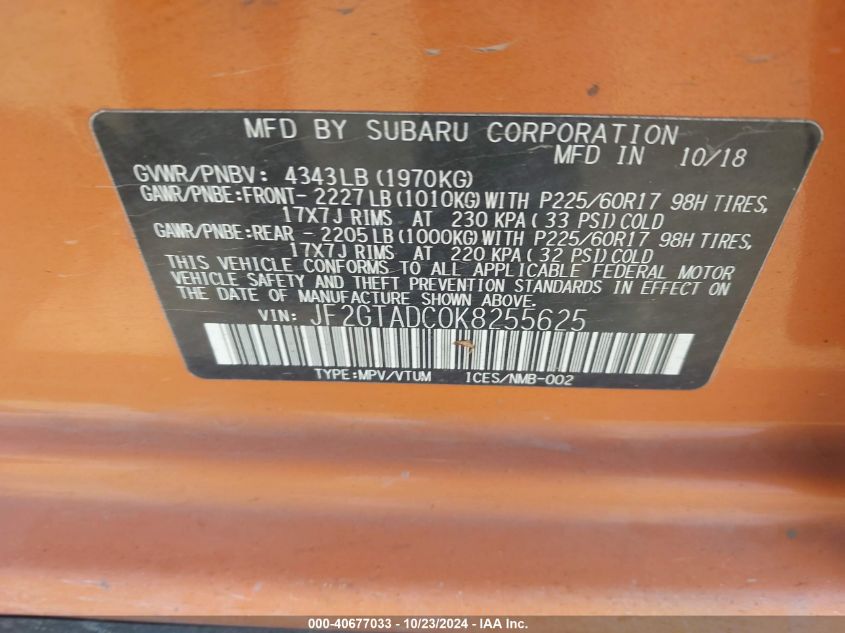 MFD BY SUBARU CORPORATION
MFD IN 10/18
GVWR/PNBV: 4343LB (1970KG)
GAWR/PNBE:FRONT- 2227LB (1010KG) WITH P225/60R17 98H TIRES,
17X7J RIMS AT 230 KPA ( 33 PSI) COLD
GAWR/PNBE:REAR - 2205LB (1000KG) WITH P225/60R17 98H TIRES,
17X7J RIMS AT 220 KPA ( 32 PSI) COLD
THIS VEHICLE CONFORMS TO ALL APPLICABLE FEDERAL MOTOR
VEHICLE SAFETY AND THEFT PREVENTION STANDARDS IN EFFECT ON
THE DATE OF MANUFACTURE SHOWN ABOVE.
VIN: JF2GTADC0K8255625
TYPE:MPV/VTUM ICES/NMB-002
000-40677033 - 10/23/2024 - IAA Inc.